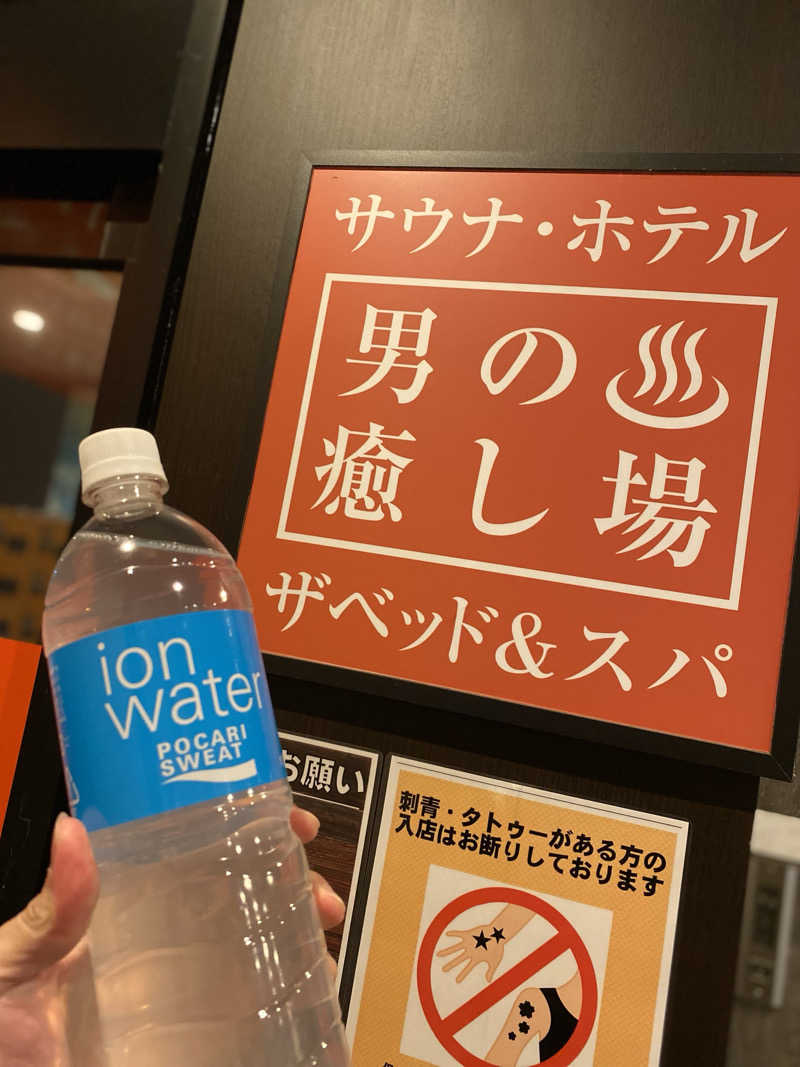 サウナ・ホテル
男の♨
癒し場
ザベッド&スパ
ion
water
POCARI
SWEAT
お願い
刺青・タトゥーがある方の
入店はお断りしております